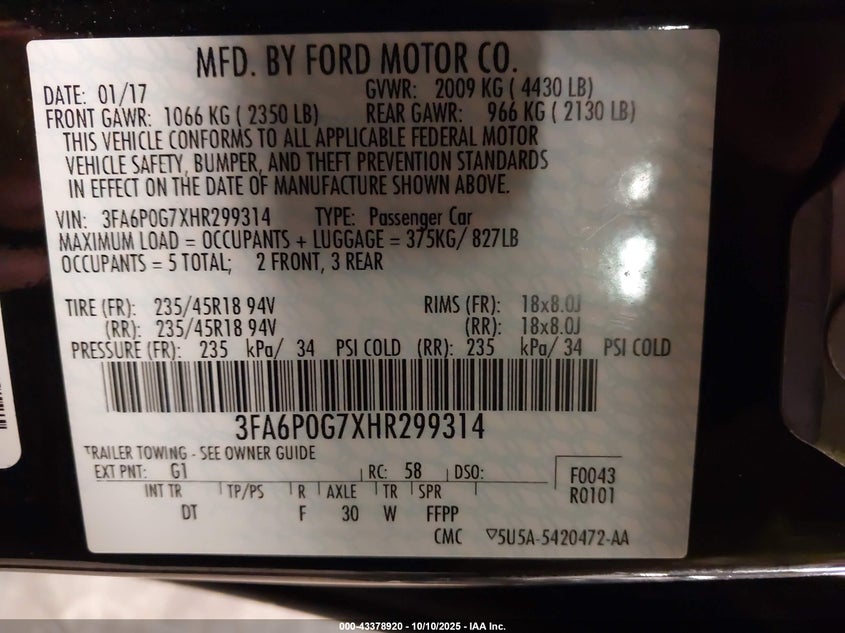 MFD. BY FORD MOTOR CO.
DATE: 01/17 GVWR: 2009 KG ( 4430 LB)
FRONT GAWR: 1066 KG ( 2350 LB) REAR GAWR: 966 KG ( 2130 LB)
THIS VEHICLE CONFORMS TO ALL APPLICABLE FEDERAL MOTOR
VEHICLE SAFETY, BUMPER, AND THEFT PREVENTION STANDARDS
IN EFFECT ON THE DATE OF MANUFACTURE SHOWN ABOVE.
VIN: 3FA6P0G7XHR299314 TYPE: Passenger Car
MAXIMUM LOAD = OCCUPANTS + LUGGAGE = 375KG/ 827LB
OCCUPANTS = 5 TOTAL; 2 FRONT, 3 REAR
TIRE (FR): 235/45R18 94V RIMS (FR): 18x8.0J
(RR): 235/45R18 94V (RR): 18x8.0J
PRESSURE (FR): 235 kPa/ 34 PSI COLD (RR): 235 kPa/ 34 PSI COLD
3FA6P0G7XHR299314
TRAILER TOWING - SEE OWNER GUIDE
EXT PNT: G1 RC: 58 DSO: F0043
R0101
INT TR TP/PS R AXLE TR SPR
DT F 30 W FFPP
CMC ▽5U5A-5420472-AA
000-43378920 - 10/10/2025 - IAA Inc.